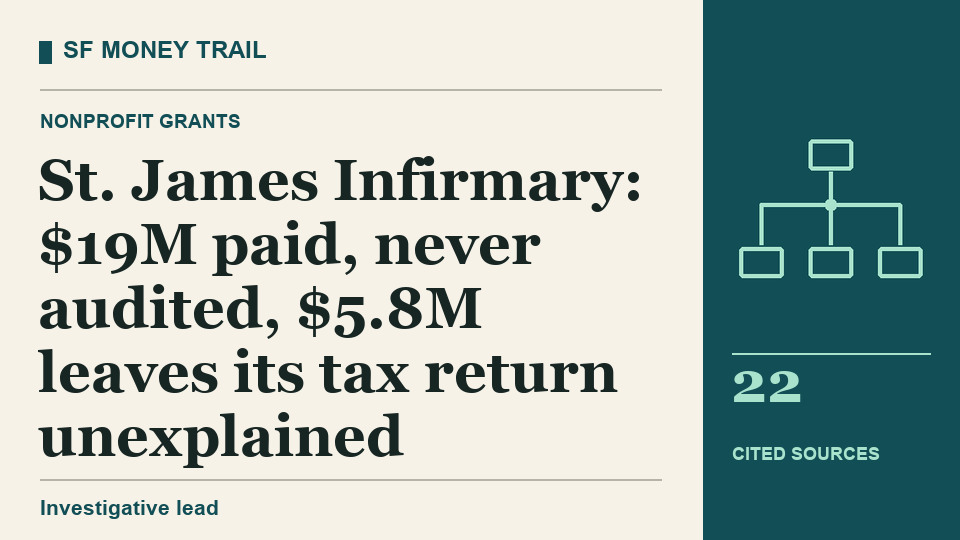 SF MONEY TRAIL
NONPROFIT GRANTS
St. James Infirmary:
$19M paid, never
audited, $5.8M
leaves its tax return
unexplained
Investigative lead
22
CITED SOURCES